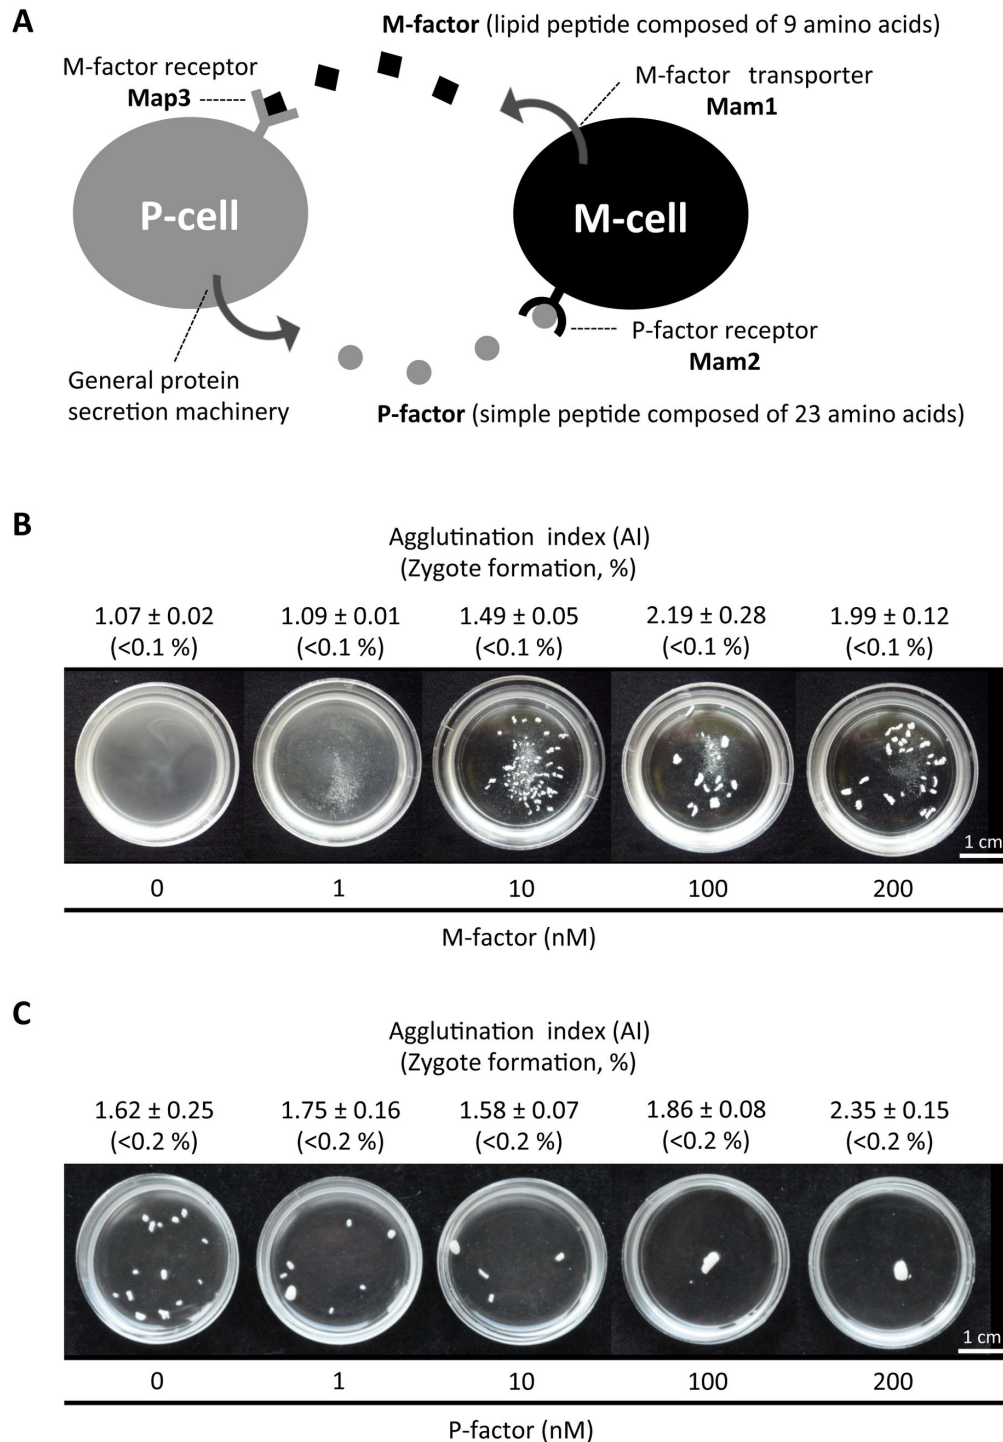 A
M-factor (lipid peptide composed of 9 amino acids)
M-factor receptor
Map3
M-factor transporter
Mam1
P-cell
M-cell
General protein
secretion machinery
P-factor receptor
Mam2
P-factor (simple peptide composed of 23 amino acids)
B
Agglutination index (AI)
(Zygote formation, %)
1.07 ± 0.02 1.09 ± 0.01 1.49 ± 0.05 2.19 ± 0.28 1.99 ± 0.12
(<0.1 %) (<0.1 %) (<0.1 %) (<0.1 %) (<0.1 %)
1 cm
0 1 10 100 200
M-factor (nM)
C
Agglutination index (AI)
(Zygote formation, %)
1.62 ± 0.25 1.75 ± 0.16 1.58 ± 0.07 1.86 ± 0.08 2.35 ± 0.15
(<0.2 %) (<0.2 %) (<0.2 %) (<0.2 %) (<0.2 %)
1 cm
0 1 10 100 200
P-factor (nM)